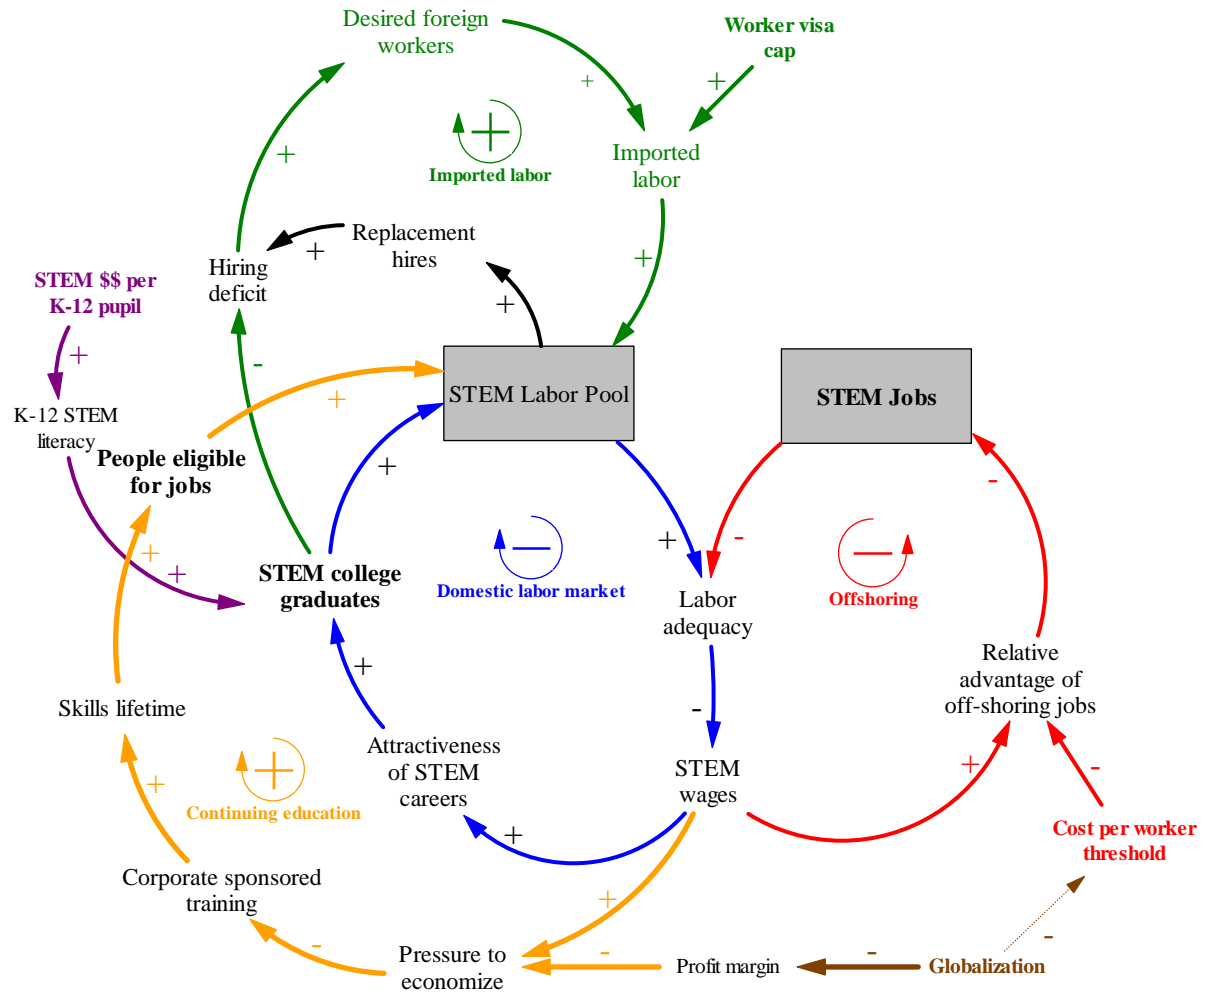 Desired foreign
workers
Worker visa
cap
+
+
+
+
Imported labor
Imported
labor
+
Replacement
hires
+
Hiring
deficit
STEM $$ per
K-12 pupil
+
+
-
+
STEM Labor Pool
STEM Jobs
K-12 STEM
literacy
People eligible
for jobs
+
-
+
-
+
+
STEM college
graduates
Domestic labor market
Offshoring
Labor
adequacy
+
Relative
advantage of
off-shoring jobs
Skills lifetime
-
Attractiveness
of STEM
careers
STEM
wages
+
-
+
+
Continuing education
+
Cost per worker
threshold
Corporate sponsored
training
+
-
-
-
-
Pressure to
economize
Profit margin
Globalization